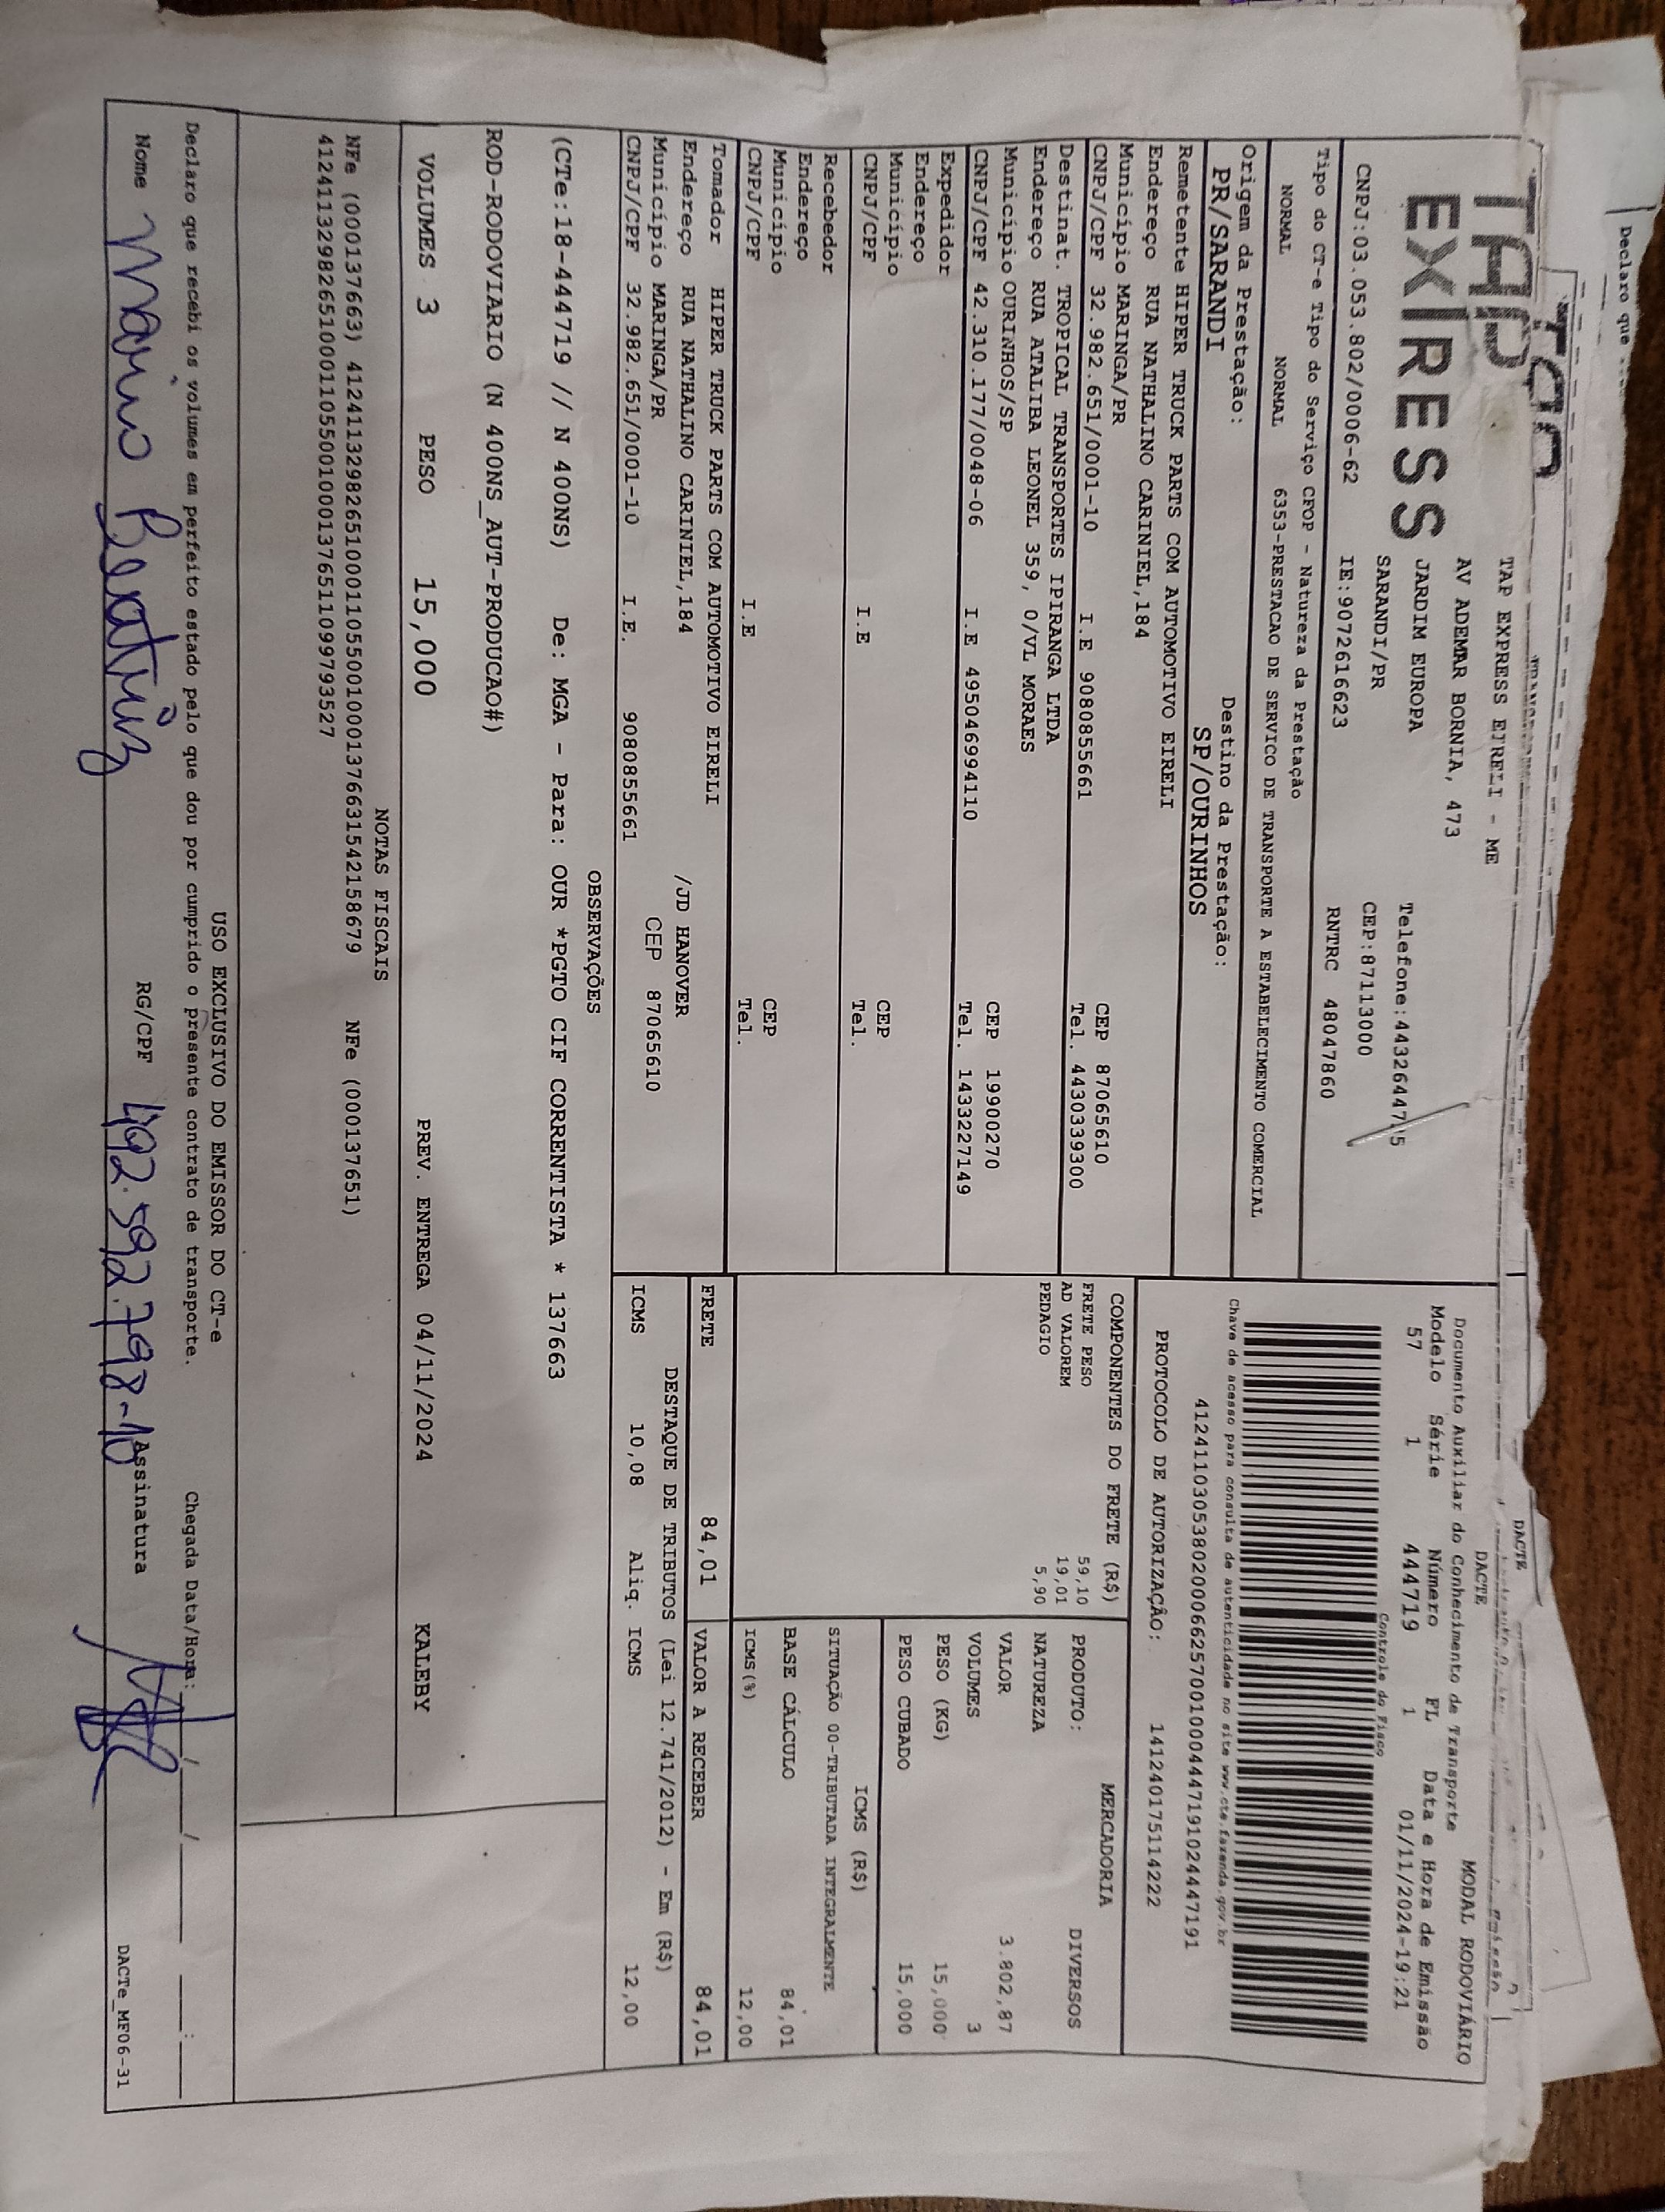 Declaro que
DACTE
TAP
EXPRESS
TAP EXPRESS EIRELI - ME
AV ADEMAR BORNIA, 473
JARDIM EUROPA
Telefone:44326447 5
SARANDI/PR
CEP:87113000
CNPJ:03.053.802/0006-62 IE:9072616623 RNTRC 48047860
Tipo do CT-e Tipo do Serviço CFOP - Natureza da Prestação
NORMAL NORMAL 6353-PRESTACAO DE SERVICO DE TRANSPORTE A ESTABELECIMENTO COMERCIAL
Origem da Prestação: Destino da Prestação:
PR/SARANDI SP/OURINHOS
Remetente HIPER TRUCK PARTS COM AUTOMOTIVO EIRELI
Endereço RUA NATHALINO CARINIEL,184
Município MARINGA/PR CEP 87065610
CNPJ/CPF 32.982.651/0001-10 I.E 9080855661 Tel. 44303339300
Destinat. TROPICAL TRANSPORTES IPIRANGA LTDA
Endereço RUA ATALIBA LEONEL 359, 0/VL MORAES
Município OURINHOS/SP CEP 19900270
CNPJ/CPF 42.310.177/0048-06 I.E 495046994110 Tel. 1433227149
Expedidor
Endereço
Município CEP
CNPJ/CPF I.E Tel.
Recebedor
Endereço
Município CEP
CNPJ/CPF I.E Tel.
Tomador HIPER TRUCK PARTS COM AUTOMOTIVO EIRELI
Endereço RUA NATHALINO CARINIEL,184 /JD HANOVER
Município MARINGA/PR CEP 87065610
CNPJ/CPF 32.982.651/0001-10 I.E. 9080855661
DACTE
Documento Auxiliar do Conhecimento de Transporte MODAL RODOVIÁRIO
Modelo Série Número FL Data e Hora de Emissão
57 1 444719 1 01/11/2024-19:21
Controle do Fisco
Chave de acesso para consulta de autenticidade no site www.cte.fazenda.gov.br
41241103053802000662570010004447191024447191
PROTOCOLO DE AUTORIZAÇÃO: 141240175114222
COMPONENTES DO FRETE (R$)
FRETE PESO 59,10
AD VALOREM 19,01
PEDAGIO 5,90
MERCADORIA
PRODUTO: DIVERSOS
NATUREZA
VALOR 3.802,87
VOLUMES 3
PESO (KG) 15,000
PESO CUBADO 15,000
ICMS (R$)
SITUAÇÃO 00-TRIBUTADA INTEGRALMENTE
BASE CÁLCULO 84,01
ICMS(%) 12,00
FRETE 84,01 VALOR A RECEBER 84,01
DESTAQUE DE TRIBUTOS (Lei 12.741/2012) - Em (R$)
ICMS 10,08 Aliq. ICMS 12,00
OBSERVAÇÕES
(CTe:18-444719 // N 400NS) De: MGA - Para: OUR *PGTO CIF CORRENTISTA * 137663
ROD-RODOVIARIO (N 400NS_AUT-PRODUCAO#)
VOLUMES 3 PESO 15,000 PREV. ENTREGA 04/11/2024 KALEBY
NOTAS FISCAIS
NFe (000137663) 41241132982651000110550010001376631542158679 NFe (000137651)
41241132982651000110550010001376511099793527
USO EXCLUSIVO DO EMISSOR DO CT-e
Declaro que recebi os volumes em perfeito estado pelo que dou por cumprido o presente contrato de transporte. Chegada Data/Hora: ___/___/_____ ___:___
Nome Mario Beatriz RG/CPF 492.592.798-10 Assinatura
DACTe_MF06-31